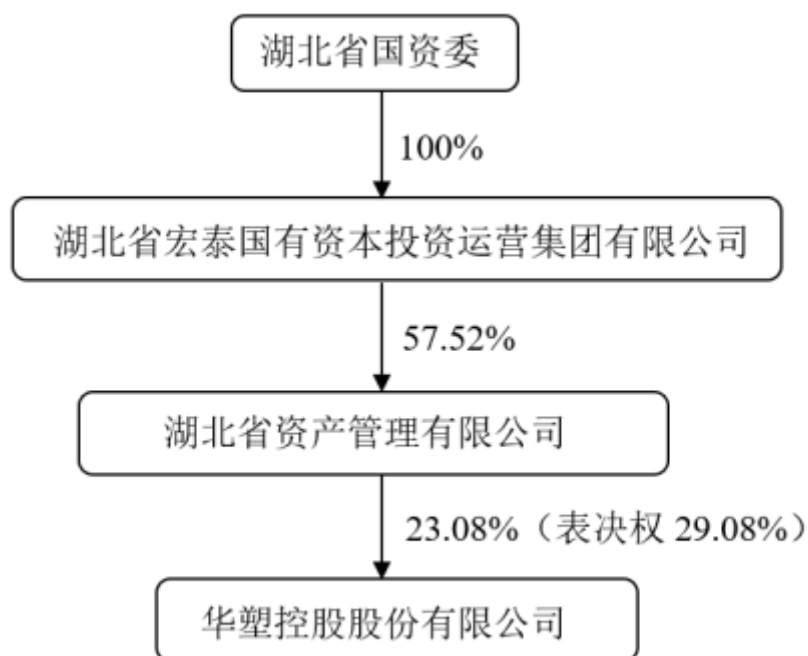 湖北省国资委
100%
湖北省宏泰国有资本投资运营集团有限公司
57.52%
湖北省资产管理有限公司
23.08%（表决权 29.08%）
华塑控股股份有限公司